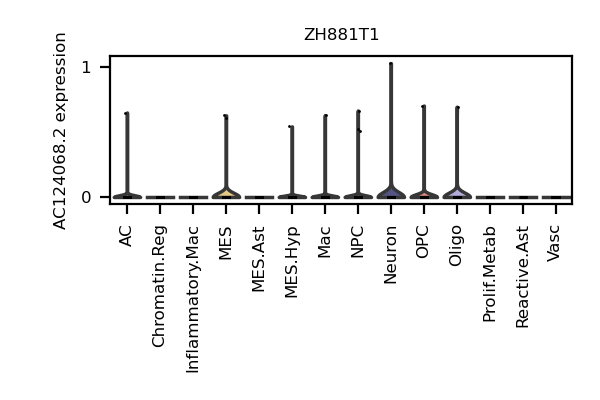 ZH881T1
AC124068.2 expression
1
0
AC
Chromatin.Reg
Inflammatory.Mac
MES
MES.Ast
MES.Hyp
Mac
NPC
Neuron
OPC
Oligo
Prolif.Metab
Reactive.Ast
Vasc